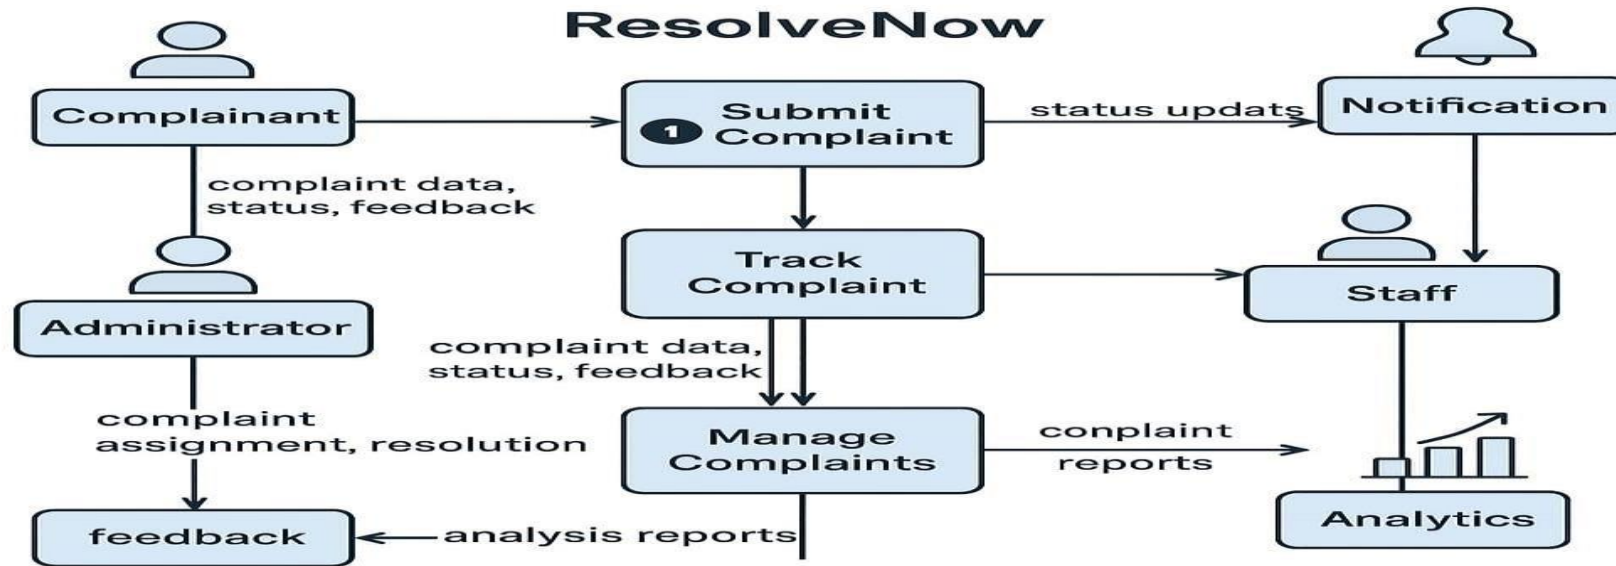 ResolveNow
Complainant
1
Submit
Complaint
status updats
Notification
complaint data,
status, feedback
Track
Complaint
Staff
Administrator
complaint data,
status, feedback
complaint
assignment, resolution
Manage
Complaints
conplaint
reports
feedback
analysis reports
Analytics